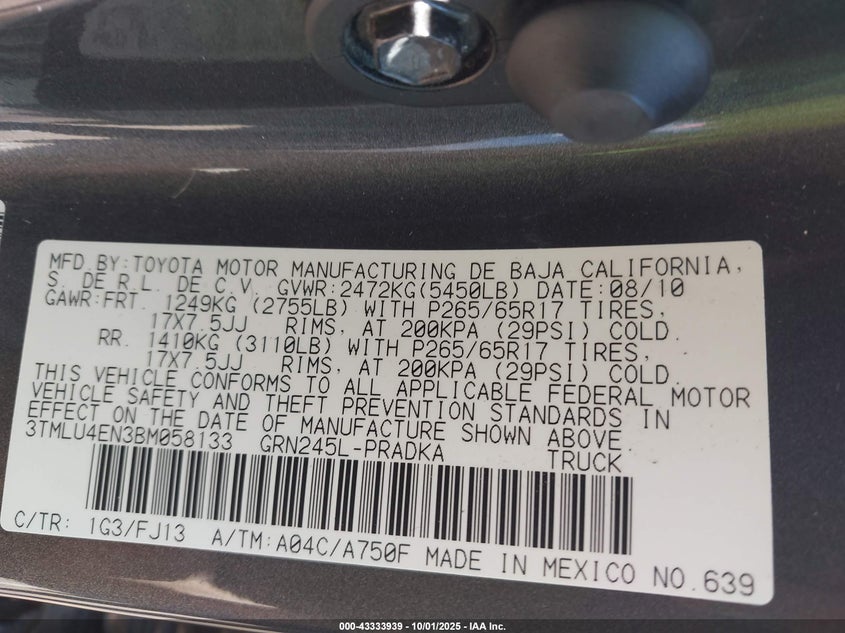 MFD BY:TOYOTA MOTOR MANUFACTURING DE BAJA CALIFORNIA,
S. DE R.L. DE C.V. GVWR:2472KG(5450LB) DATE:08/10
GAWR:FRT. 1249KG (2755LB) WITH P265/65R17 TIRES,
17X7.5JJ RIMS, AT 200KPA (29PSI) COLD.
RR. 1410KG (3110LB) WITH P265/65R17 TIRES,
17X7.5JJ RIMS, AT 200KPA (29PSI) COLD.
THIS VEHICLE CONFORMS TO ALL APPLICABLE FEDERAL MOTOR
VEHICLE SAFETY AND THEFT PREVENTION STANDARDS IN
EFFECT ON THE DATE OF MANUFACTURE SHOWN ABOVE.
3TMLU4EN3BM058133 GRN245L-PRADKA TRUCK
C/TR: 1G3/FJ13 A/TM:A04C/A750F MADE IN MEXICO NO.639
000-43333939 - 10/01/2025 - IAA Inc.